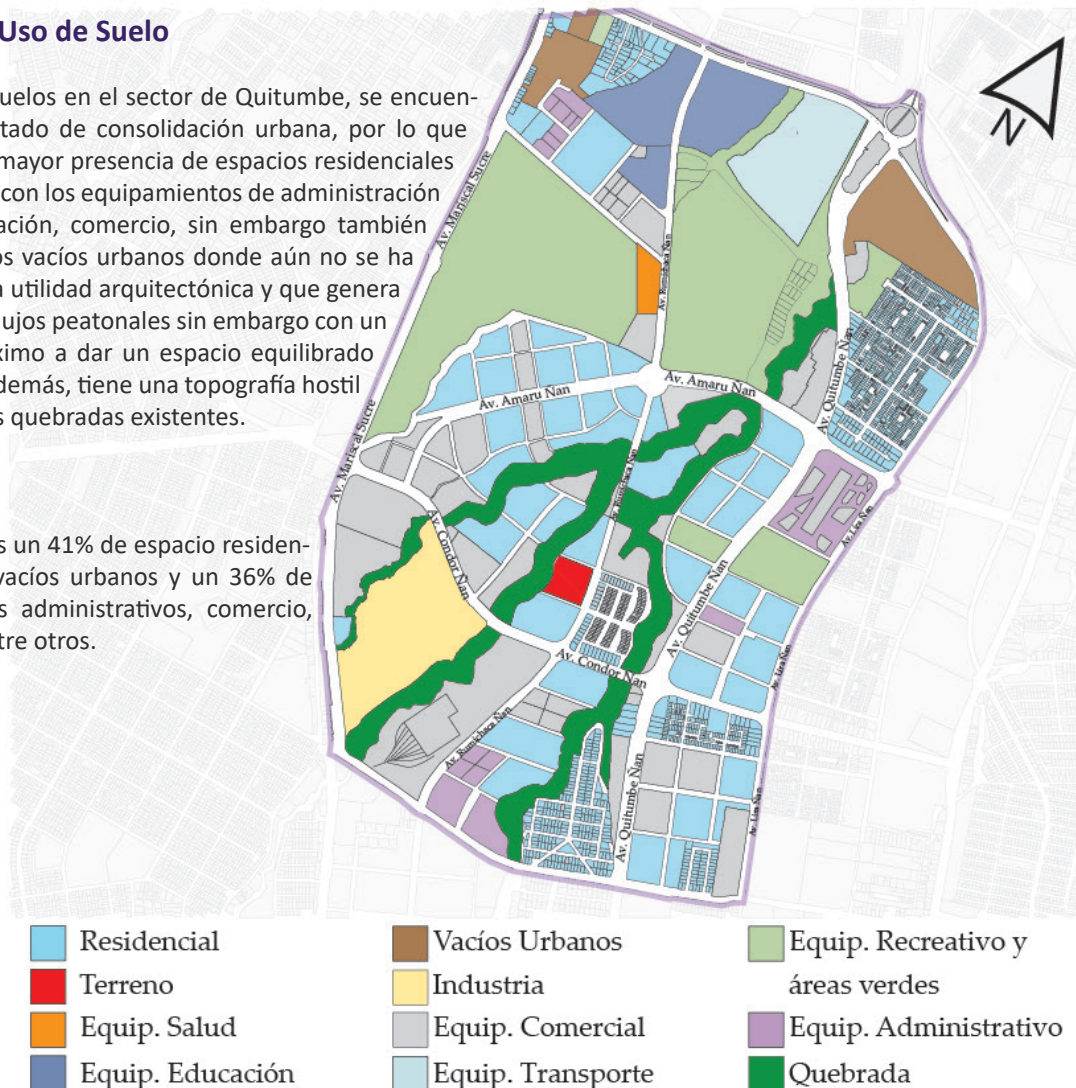 Uso de Suelo
uelos en el sector de Quitumbe, se encuen-
tado de consolidación urbana, por lo que
mayor presencia de espacios residenciales
con los equipamientos de administración
ación, comercio, sin embargo también
os vacíos urbanos donde aún no se ha
a utilidad arquitectónica y que genera
ujos peatonales sin embargo con un
ximo a dar un espacio equilibrado
demás, tiene una topografía hostil
s quebradas existentes.
s un 41% de espacio residen-
vacíos urbanos y un 36% de
s administrativos, comercio,
tre otros.
N
Av. Mariscal Sucre
Av. Rumichaca Ñan
Av. Quitumbe Ñan
Av. Amaru Ñan
Av. Amaru Ñan
Av. Mariscal Sucre
Av. Rumichaca Ñan
Av. Lira Ñan
Av. Condor Ñan
Av. Quitumbe Ñan
Av. Condor Ñan
Av. Lira Ñan
Av. Rumichaca Ñan
Av. Quitumbe Ñan
Av. Lira Ñan
Residencial
Terreno
Equip. Salud
Equip. Educación
Vacíos Urbanos
Industria
Equip. Comercial
Equip. Transporte
Equip. Recreativo y
áreas verdes
Equip. Administrativo
Quebrada